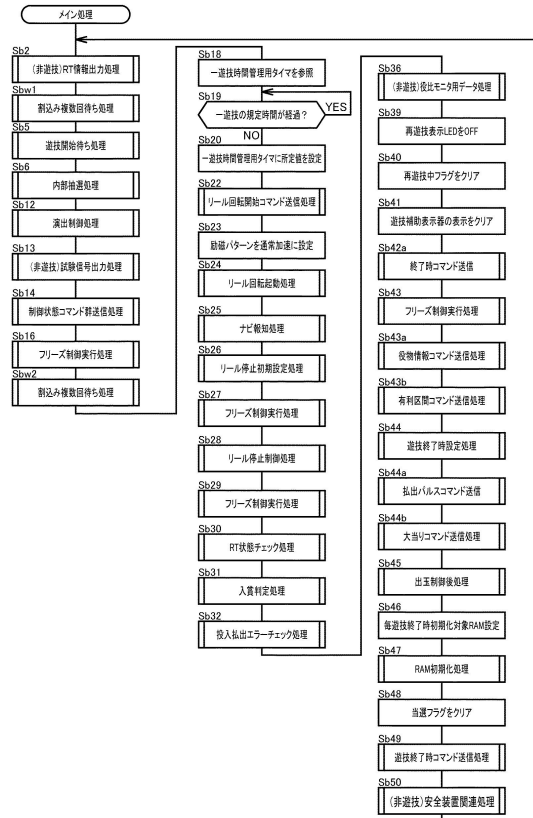 メイン処理
Sb2
(非遊技)RT情報出力処理
Sbw1
割込み複数回待ち処理
Sb5
遊技開始待ち処理
Sb6
内部抽選処理
Sb12
演出制御処理
Sb13
(非遊技)試験信号出力処理
Sb14
制御状態コマンド群送信処理
Sb16
フリーズ制御実行処理
Sbw2
割込み複数回待ち処理
Sb18
一遊技時間管理用タイマを参照
Sb19
一遊技の規定時間が経過?
YES
NO
Sb20
一遊技時間管理用タイマに所定値を設定
Sb22
リール回転開始コマンド送信処理
Sb23
励磁パターンを通常加速に設定
Sb24
リール回転起動処理
Sb25
ナビ報知処理
Sb26
リール停止初期設定処理
Sb27
フリーズ制御実行処理
Sb28
リール停止制御処理
Sb29
フリーズ制御実行処理
Sb30
RT状態チェック処理
Sb31
入賞判定処理
Sb32
投入払出エラーチェック処理
Sb36
(非遊技)役比モニタ用データ処理
Sb39
再遊技表示LEDをOFF
Sb40
再遊技中フラグをクリア
Sb41
遊技補助表示器の表示をクリア
Sb42a
終了時コマンド送信
Sb43
フリーズ制御実行処理
Sb43a
役物情報コマンド送信処理
Sb43b
有利区間コマンド送信処理
Sb44
遊技終了時設定処理
Sb44a
払出パルスコマンド送信
Sb44b
大当りコマンド送信処理
Sb45
出玉制御後処理
Sb46
毎遊技終了時初期化対象RAM設定
Sb47
RAM初期化処理
Sb48
当選フラグをクリア
Sb49
遊技終了時コマンド送信処理
Sb50
(非遊技)安全装置関連処理